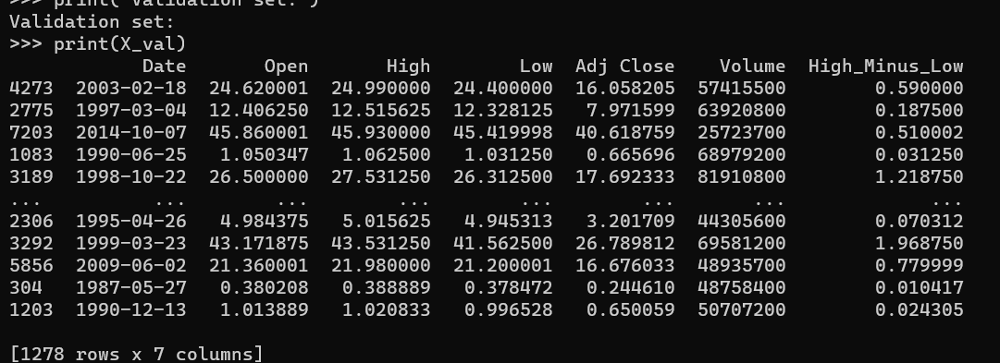 >>> print("Validation set:")
Validation set:
>>> print(X_val)
Date Open High Low Adj Close Volume High_Minus_Low
4273 2003-02-18 24.620001 24.990000 24.400000 16.058205 57415500 0.590000
2775 1997-03-04 12.406250 12.515625 12.328125 7.971599 63920800 0.187500
7203 2014-10-07 45.860001 45.930000 45.419998 40.618759 25723700 0.510002
1083 1990-06-25 1.050347 1.062500 1.031250 0.665696 68979200 0.031250
3189 1998-10-22 26.500000 27.531250 26.312500 17.692333 81910800 1.218750
... ... ... ... ... ... ... ...
2306 1995-04-26 4.984375 5.015625 4.945313 3.201709 44305600 0.070312
3292 1999-03-23 43.171875 43.531250 41.562500 26.789812 69581200 1.968750
5856 2009-06-02 21.360001 21.980000 21.200001 16.676033 48935700 0.779999
304 1987-05-27 0.380208 0.388889 0.378472 0.244610 48758400 0.010417
1203 1990-12-13 1.013889 1.020833 0.996528 0.650059 50707200 0.024305
[1278 rows x 7 columns]